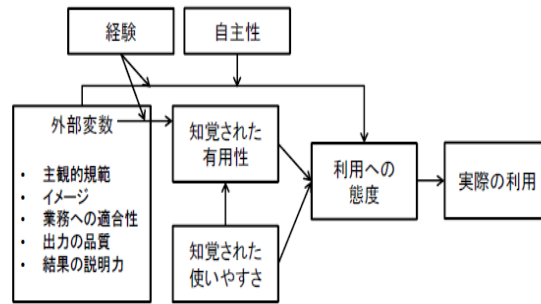 経験
自主性
外部変数
• 主観的規範
• イメージ
• 業務への適合性
• 出力の品質
• 結果の説明力
知覚された
有用性
知覚された
使いやすさ
利用への
態度
実際の利用